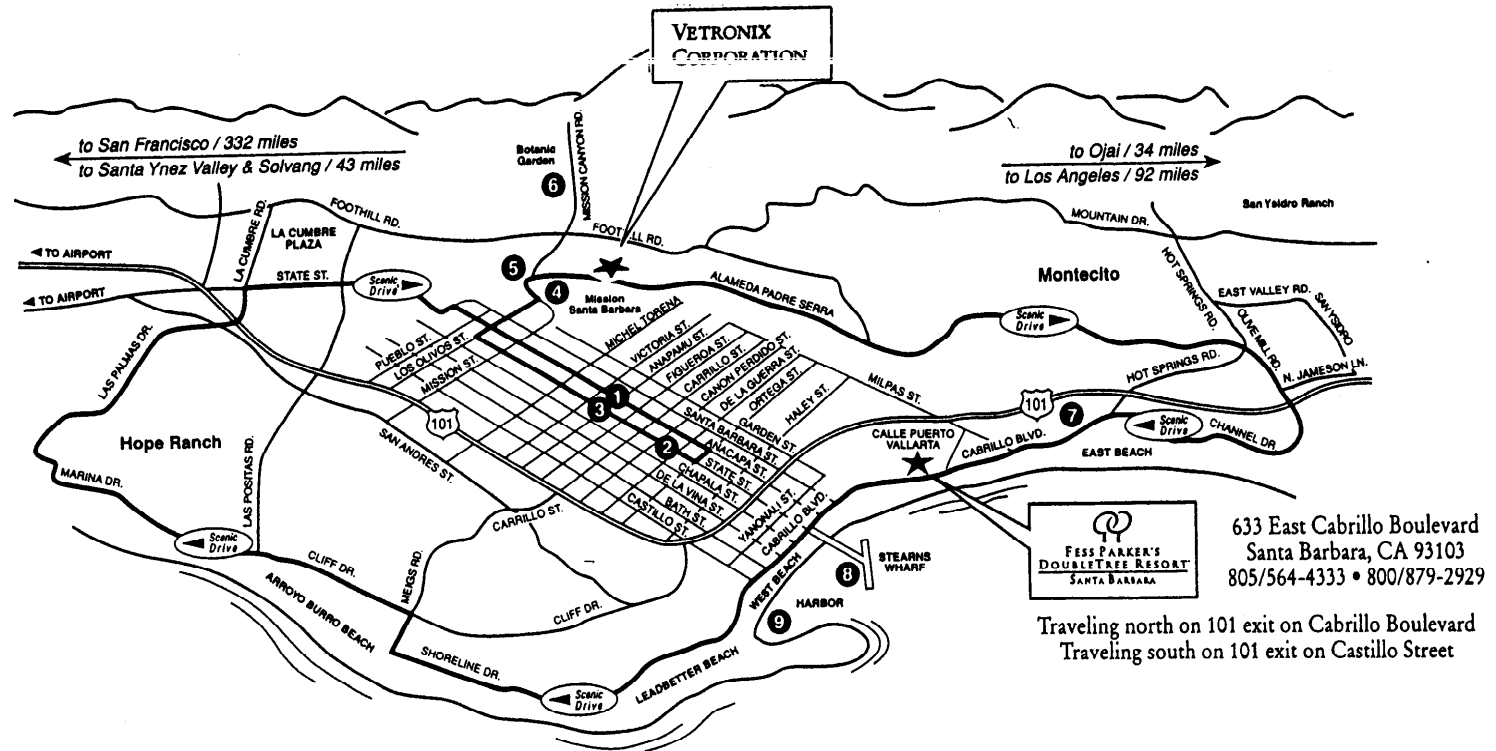 VETRONIX
CORPORATION
to San Francisco / 332 miles
to Santa Ynez Valley & Solvang / 43 miles
Botanic
Garden
6
MISSION CANYON RD.
to Ojai / 34 miles
to Los Angeles / 92 miles
San Ysidro Ranch
LA CUMBRE RD.
FOOTHILL RD.
LA CUMBRE
PLAZA
FOOTHILL RD.
MOUNTAIN DR.
TO AIRPORT
STATE ST.
Scenic
Drive
5
4
Mission
Santa Barbara
ALAMEDA PADRE SERRA
Montecito
HOT SPRINGS RD.
EAST VALLEY RD.
SAN YSIDRO
OLIVE MILL RD.
TO AIRPORT
Scenic
Drive
LAS PALMAS DR.
PUEBLO ST.
LOS OLIVOS ST.
MISSION ST.
MICHEL TORENA
VICTORIA ST.
ANAPAMU ST.
FIGUEROA ST.
CARRILLO ST.
CANON PERDIDO ST.
DE LA GUERRA ST.
ORTEGA ST.
HALEY ST.
MILPAS ST.
HOT SPRINGS RD.
N. JAMESON LN.
101
1
3
2
101
7
Hope Ranch
SAN ANDRES ST.
GARDEN ST.
SANTA BARBARA ST.
ANACAPA ST.
STATE ST.
CHAPALA ST.
DE LA VINA ST.
BATH ST.
CASTILLO ST.
CALLE PUERTO
VALLARTA
CABRILLO BLVD.
Scenic
Drive
CHANNEL DR
EAST BEACH
MARINA DR.
LAS POSITAS RD.
CARRILLO ST.
YANONALI ST.
CABRILLO BLVD.
Scenic
Drive
CLIFF DR.
MEIGS RD.
STEARNS
WHARF
8
FESS PARKER'S
DOUBLETREE RESORT
SANTA BARBARA
633 East Cabrillo Boulevard
Santa Barbara, CA 93103
805/564-4333 • 800/879-2929
ARROYO BURRO BEACH
CLIFF DR.
WEST BEACH
HARBOR
9
Traveling north on 101 exit on Cabrillo Boulevard
Traveling south on 101 exit on Castillo Street
SHORELINE DR.
LEADBETTER BEACH
Scenic
Drive